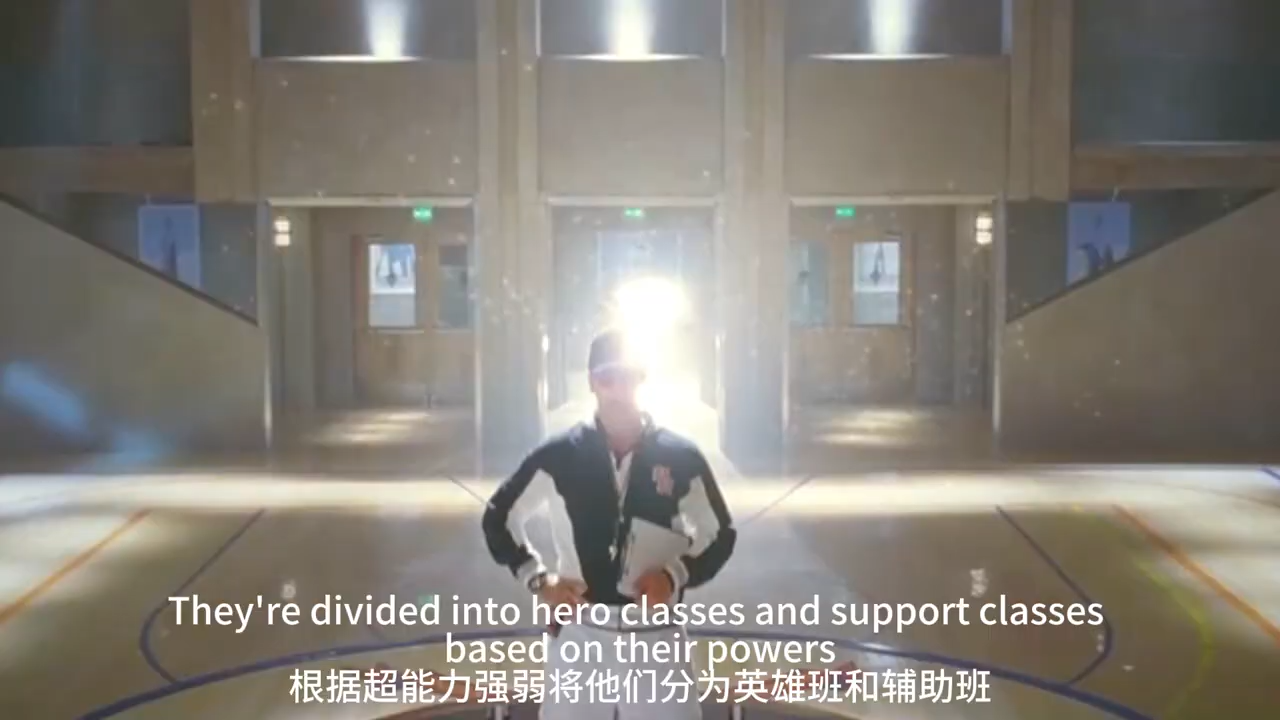 They're divided into hero classes and support classes
based on their powers
根据超能力强弱将他们分为英雄班和辅助班